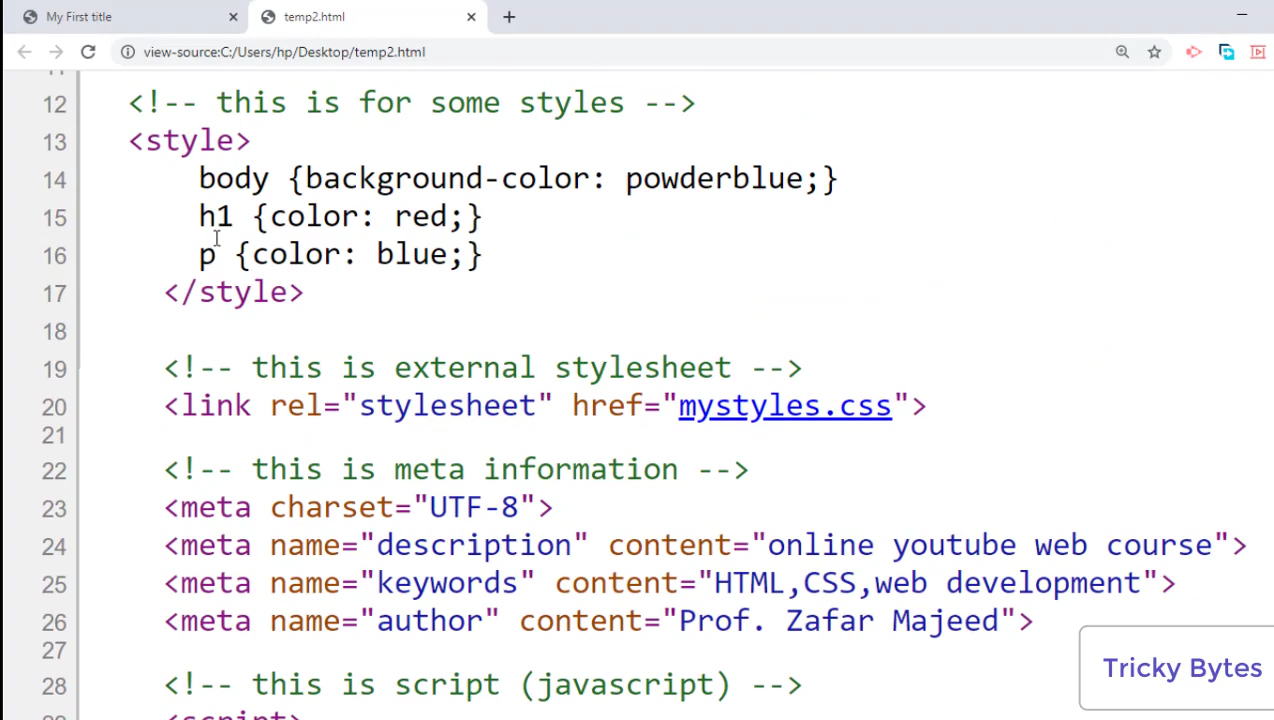 My First title
temp2.html
view-source:C:/Users/hp/Desktop/temp2.html
12 <!-- this is for some styles -->
13 <style>
14 body {background-color: powderblue;}
15 h1 {color: red;}
16 p {color: blue;}
17 </style>
18
19 <!-- this is external stylesheet -->
20 <link rel="stylesheet" href="mystyles.css">
21
22 <!-- this is meta information -->
23 <meta charset="UTF-8">
24 <meta name="description" content="online youtube web course">
25 <meta name="keywords" content="HTML,CSS,web development">
26 <meta name="author" content="Prof. Zafar Majeed">
27
28 <!-- this is script (javascript) -->
<script>
Tricky Bytes